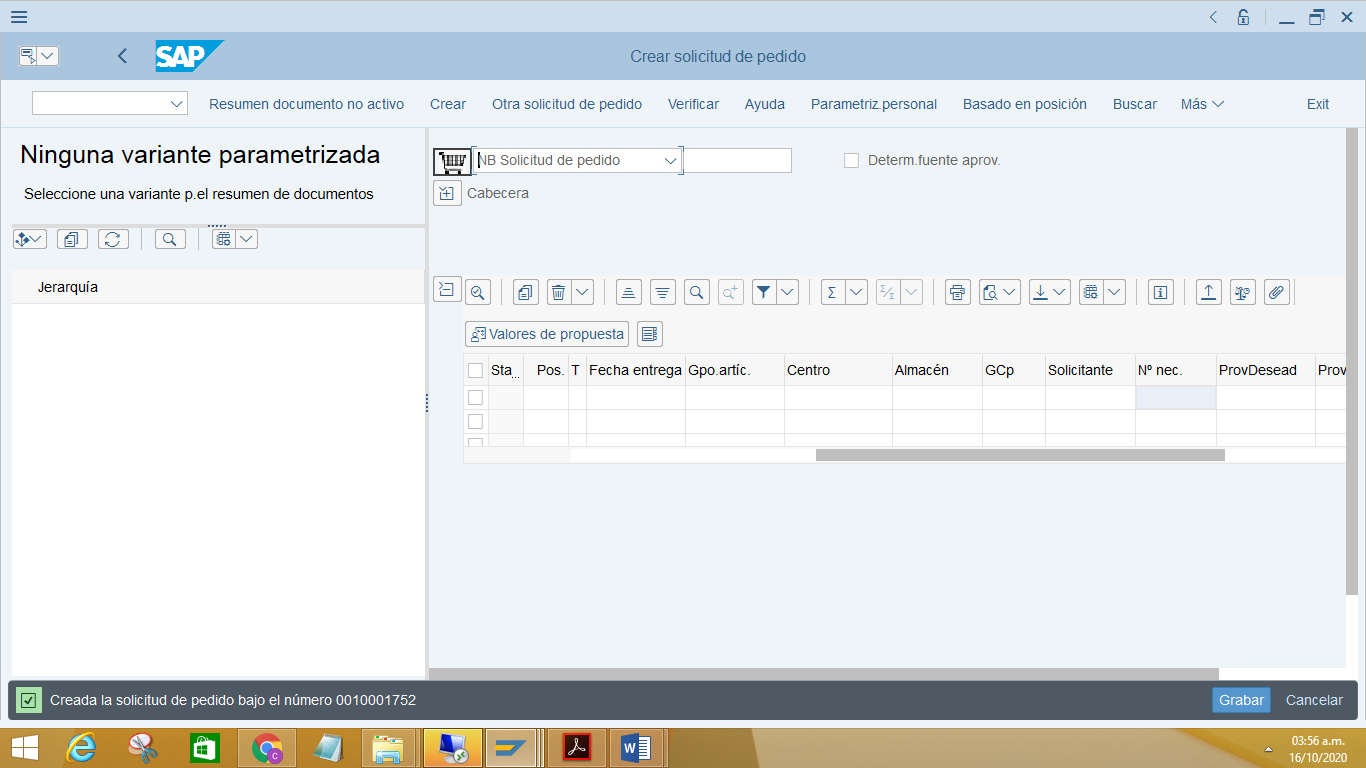 SAP
Crear solicitud de pedido
Resumen documento no activo Crear Otra solicitud de pedido Verificar Ayuda Parametriz.personal Basado en posición Buscar Más Exit
Ninguna variante parametrizada
Seleccione una variante p.el resumen de documentos
NB Solicitud de pedido
Determ.fuente aprov.
Cabecera
Jerarquía
Valores de propuesta
Sta.. Pos. T Fecha entrega Gpo.artíc. Centro Almacén GCp Solicitante Nº nec. ProvDesead Prov
Creada la solicitud de pedido bajo el número 0010001752
Grabar Cancelar
03:56 a.m.
16/10/2020